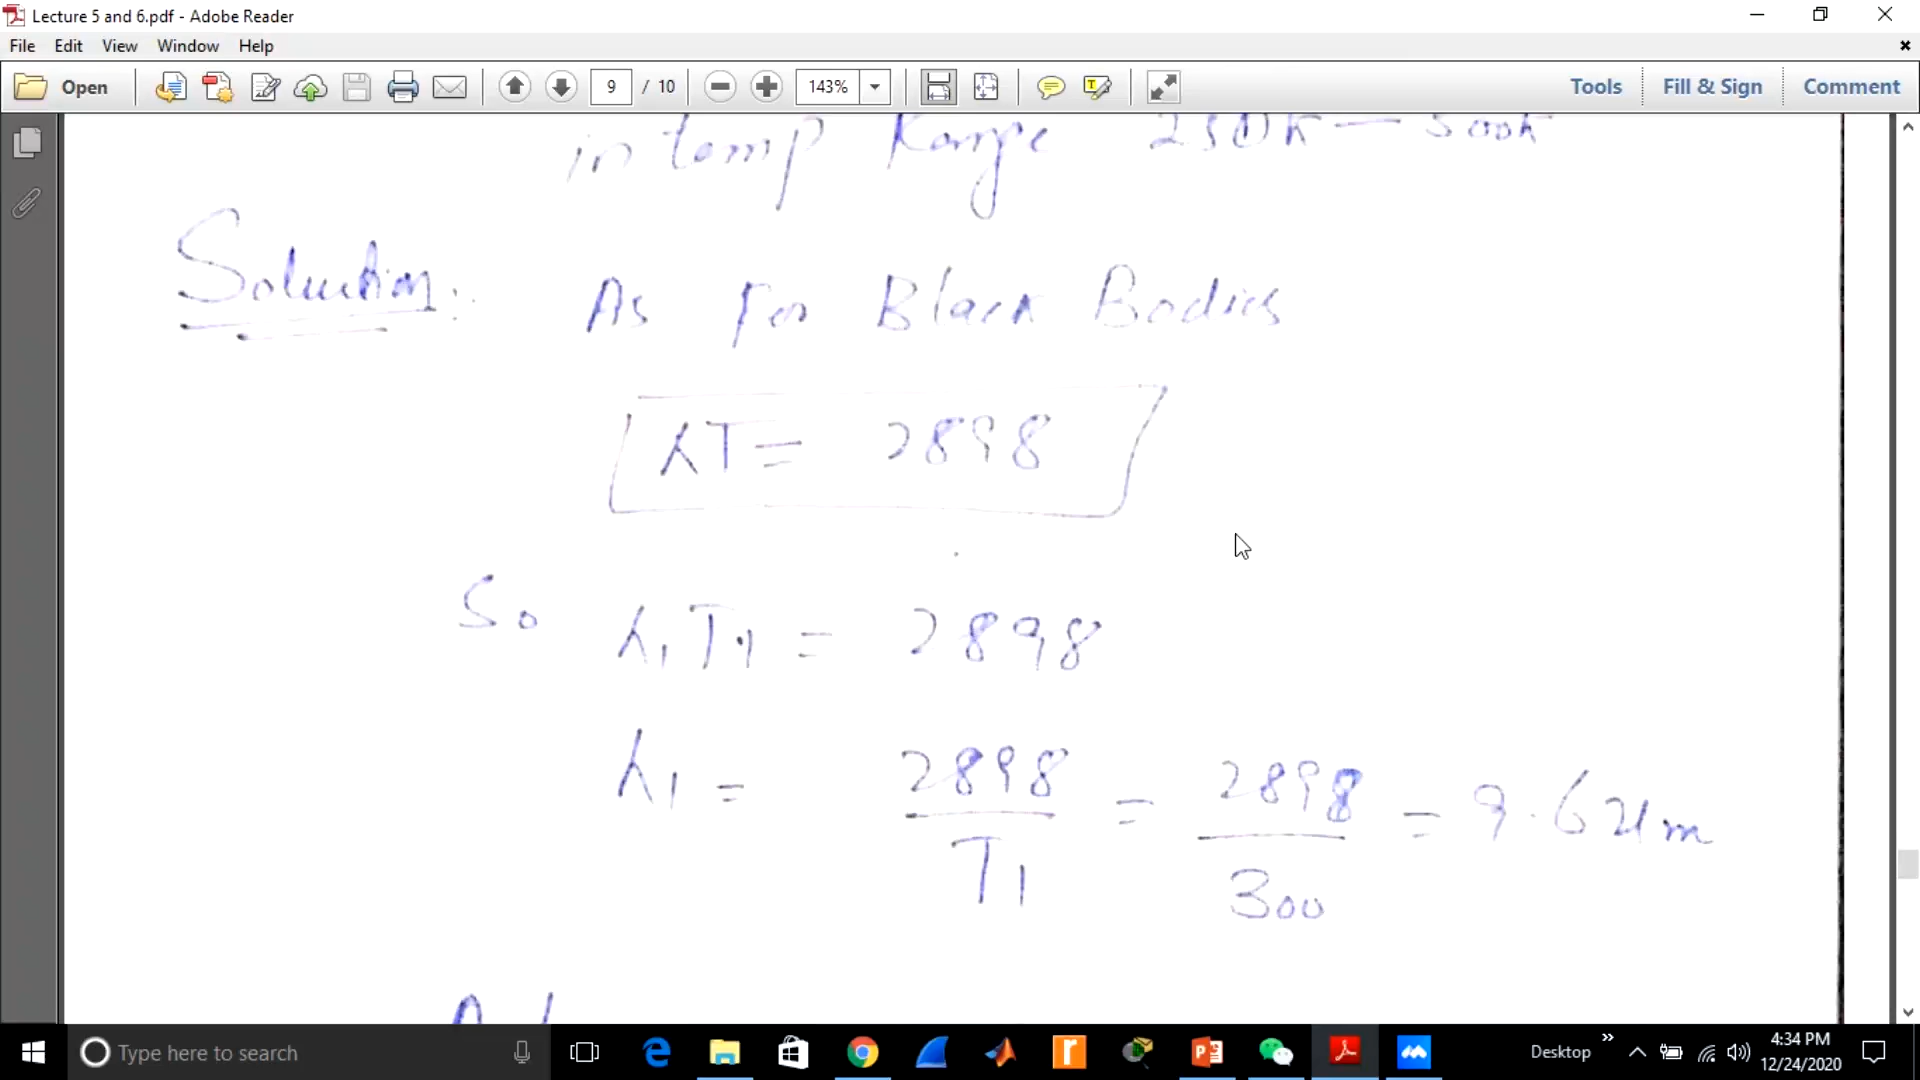 Lecture 5 and 6.pdf - Adobe Reader
File Edit View Window Help
Open 9 / 10 143% Tools Fill & Sign Comment
in temp Range
Solution: As For Black Bodies
λT = 2898
So λ₁T₁ = 2898
λ₁ = 2898 / T₁ = 2898 / 300 = 9.6 μm
Type here to search Desktop 4:34 PM
12/24/2020